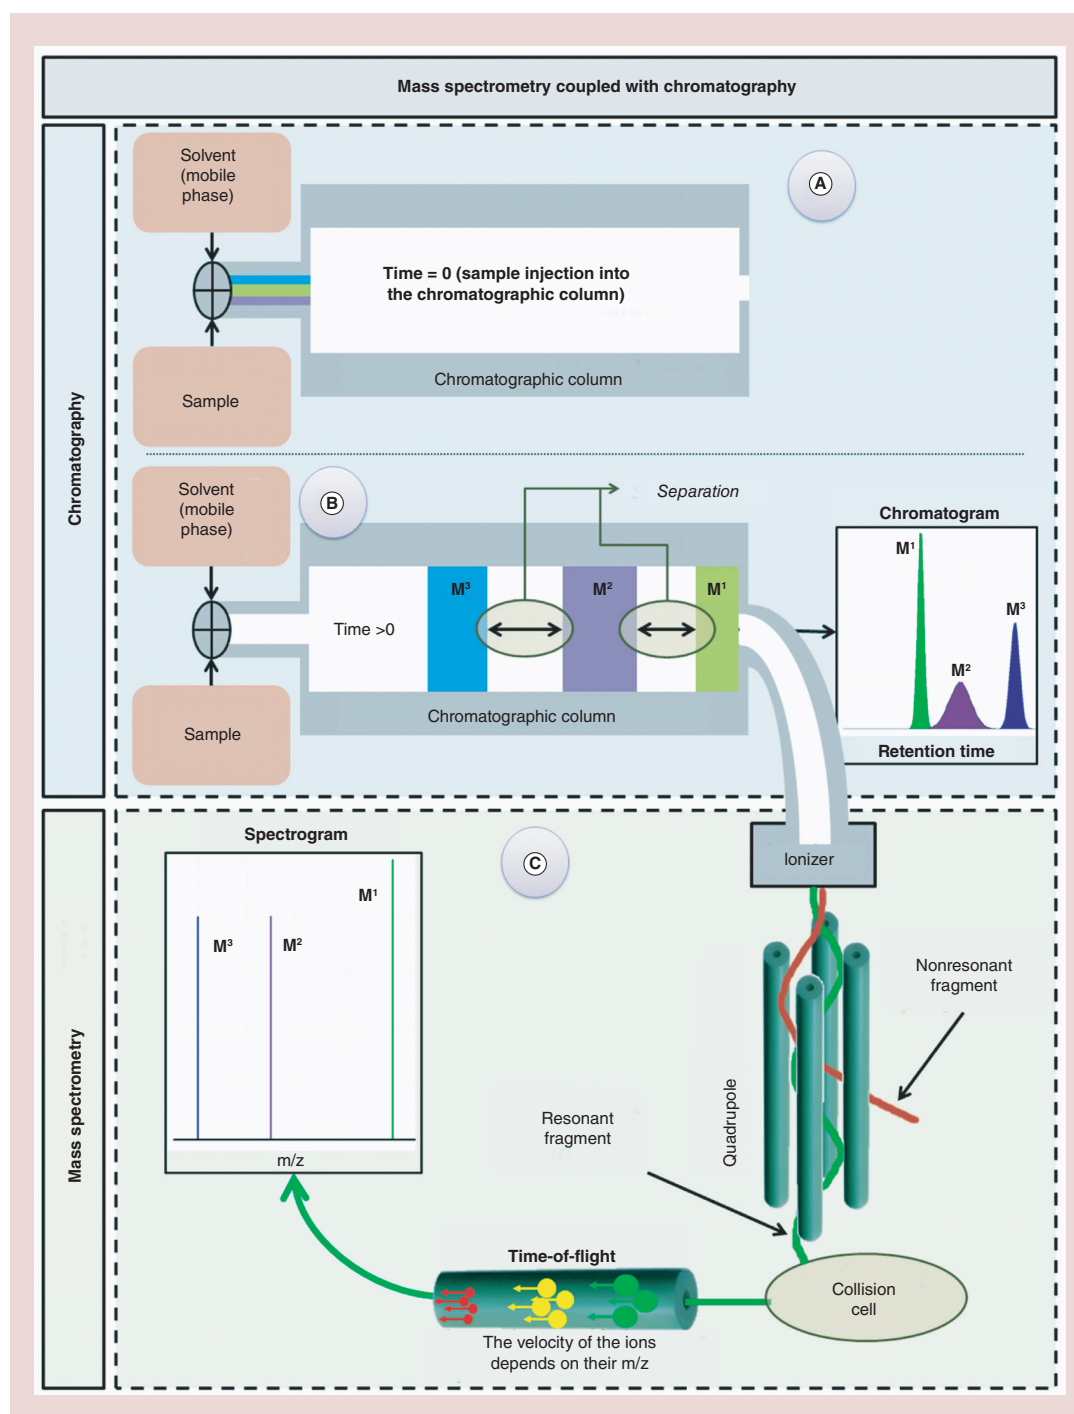 Mass spectrometry coupled with chromatography
Chromatography
Solvent
(mobile
phase)
A
Time = 0 (sample injection into
the chromatographic column)
Chromatographic column
Sample
Solvent
(mobile
phase)
B
Separation
Chromatogram
M¹
M³
M²
Retention time
M³
M²
M¹
Time >0
Chromatographic column
Sample
Mass spectrometry
Spectrogram
C
M¹
M³
M²
m/z
Ionizer
Nonresonant
fragment
Quadrupole
Resonant
fragment
Time-of-flight
Collision
cell
The velocity of the ions
depends on their m/z